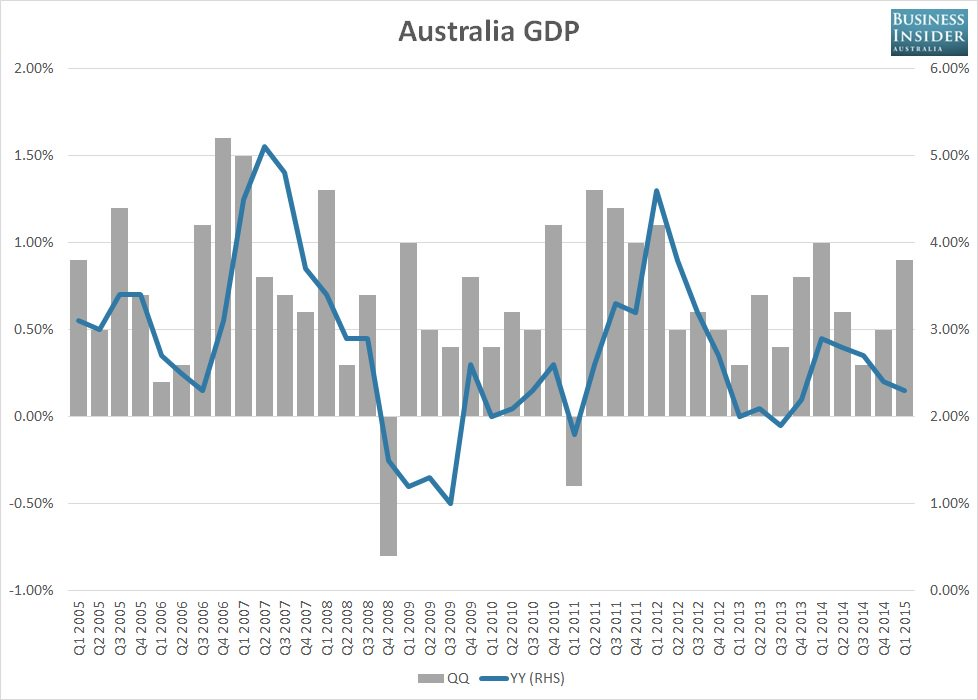 Australia GDP
BUSINESS
INSIDER
AUSTRALIA
2.00%
1.50%
1.00%
0.50%
0.00%
-0.50%
-1.00%
6.00%
5.00%
4.00%
3.00%
2.00%
1.00%
0.00%
Q1 2005
Q2 2005
Q3 2005
Q4 2005
Q1 2006
Q2 2006
Q3 2006
Q4 2006
Q1 2007
Q2 2007
Q3 2007
Q4 2007
Q1 2008
Q2 2008
Q3 2008
Q4 2008
Q1 2009
Q2 2009
Q3 2009
Q4 2009
Q1 2010
Q2 2010
Q3 2010
Q4 2010
Q1 2011
Q2 2011
Q3 2011
Q4 2011
Q1 2012
Q2 2012
Q3 2012
Q4 2012
Q1 2013
Q2 2013
Q3 2013
Q4 2013
Q1 2014
Q2 2014
Q3 2014
Q4 2014
Q1 2015
QQ
YY (RHS)